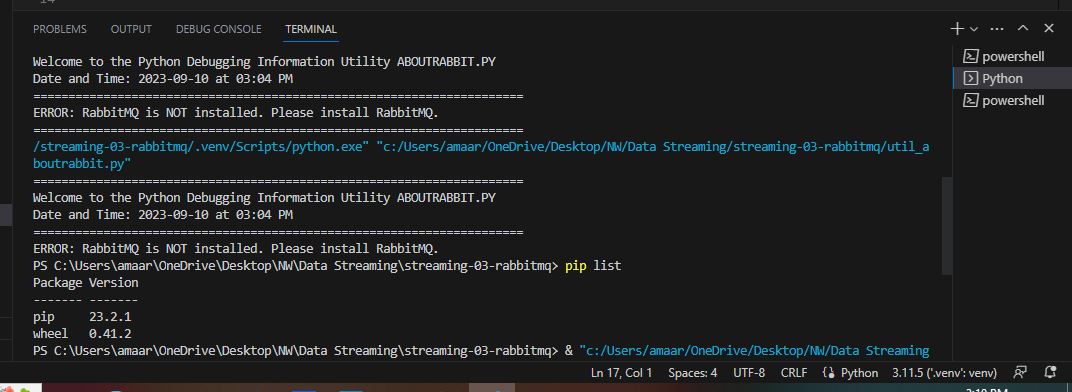 PROBLEMS OUTPUT DEBUG CONSOLE TERMINAL
Welcome to the Python Debugging Information Utility ABOUTRABBIT.PY
Date and Time: 2023-09-10 at 03:04 PM
======================================================================
ERROR: RabbitMQ is NOT installed. Please install RabbitMQ.
======================================================================
/streaming-03-rabbitmq/.venv/Scripts/python.exe" "c:/Users/amaar/OneDrive/Desktop/NW/Data Streaming/streaming-03-rabbitmq/util_a
boutrabbit.py"
======================================================================
Welcome to the Python Debugging Information Utility ABOUTRABBIT.PY
Date and Time: 2023-09-10 at 03:04 PM
======================================================================
ERROR: RabbitMQ is NOT installed. Please install RabbitMQ.
PS C:\Users\amaar\OneDrive\Desktop\NW\Data Streaming\streaming-03-rabbitmq> pip list
Package Version
------- -------
pip     23.2.1
wheel   0.41.2
PS C:\Users\amaar\OneDrive\Desktop\NW\Data Streaming\streaming-03-rabbitmq> & "c:/Users/amaar/OneDrive/Desktop/NW/Data Streaming
powershell
Python
powershell
Ln 17, Col 1 Spaces: 4 UTF-8 CRLF Python 3.11.5 ('.venv': venv)